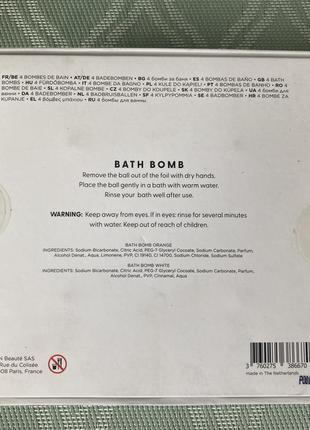 FR/BE 4 BOMBES DE BAIN • AT/DE 4 BADEBOMBEN • BG 4 бомби за баня • ES 4 BOMBAS DE BAÑO • GB 4 BATH
BOMBS • HU 4 FÜRDŐBOMBA • IT 4 BOMBE DA BAGNO • PL 4 KULE DO KĄPIELI • PT 4 BOMBAS DE BANHO • RO 4
BOMBE DE BAIE • SL 4 KOPALNE BOMBE • CZ 4 BOMBY DO KOUPELE • SK 4 BOMBY DO KÚPEĽA • UA 4 бомби для
ванни • DA 4 BADEBOMBER • NL 4 BADBRUISBALLEN • SF 4 KYLPYPOMMIA • SE 4 BADBOMBER • HR 4 BOMBE ZA
KUPANJE • EL 4 βόμβες μπάνιου • RU 4 бомбы для ванны
BATH BOMB
Remove the ball out of the foil with dry hands.
Place the ball gently in a bath with warm water.
Rinse your bath well after use.
WARNING: Keep away from eyes. If in eyes: rinse for several minutes
with water. Keep out of reach of children.
BATH BOMB ORANGE
INGREDIENTS: Sodium Bicarbonate, Citric Acid, PEG-7 Glyceryl Cocoate, Sodium Carbonate, Parfum,
Alcohol Denat., Aqua, Limonene, PVP, CI 19140, CI 14700, Sodium Chloride, Sodium Sulfate
BATH BOMB WHITE
INGREDIENTS: Sodium Bicarbonate, Citric Acid, PEG-7 Glyceryl Cocoate, Sodium Carbonate, Parfum,
Alcohol Denat., PVP, Cinnamal, Aqua
N Beauté SAS
Rue du Colisée
008 Paris, France
3 760275 386670
made in The Netherlands